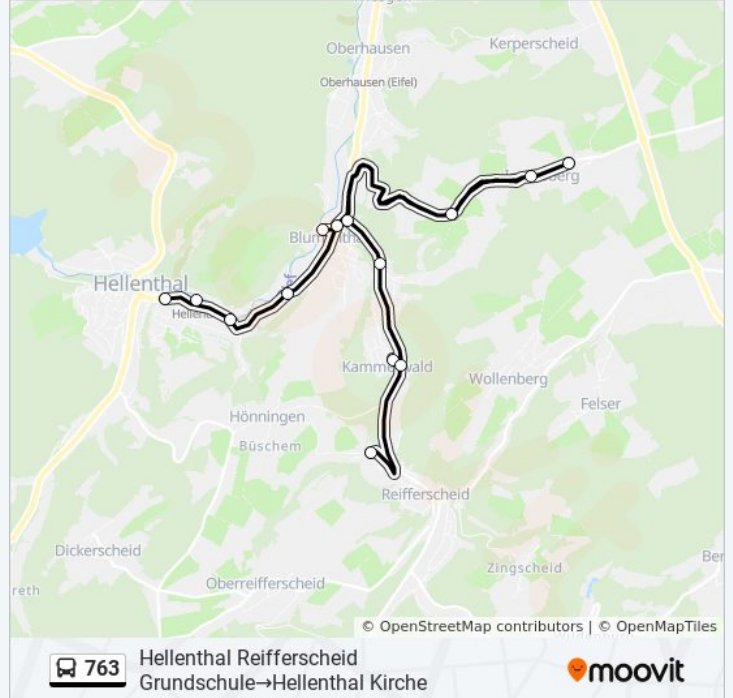 Oberhausen
Kerperscheid
Oberhausen (Eifel)
Hellenthal
Kammerwald
Wollenberg
Felser
Hönningen
Büschem
Reifferscheid
Dickerscheid
Zingscheid
Oberreifferscheid
© OpenStreetMap contributors | © OpenMapTiles
763
Hellenthal Reifferscheid
Grundschule→Hellenthal Kirche
moovit